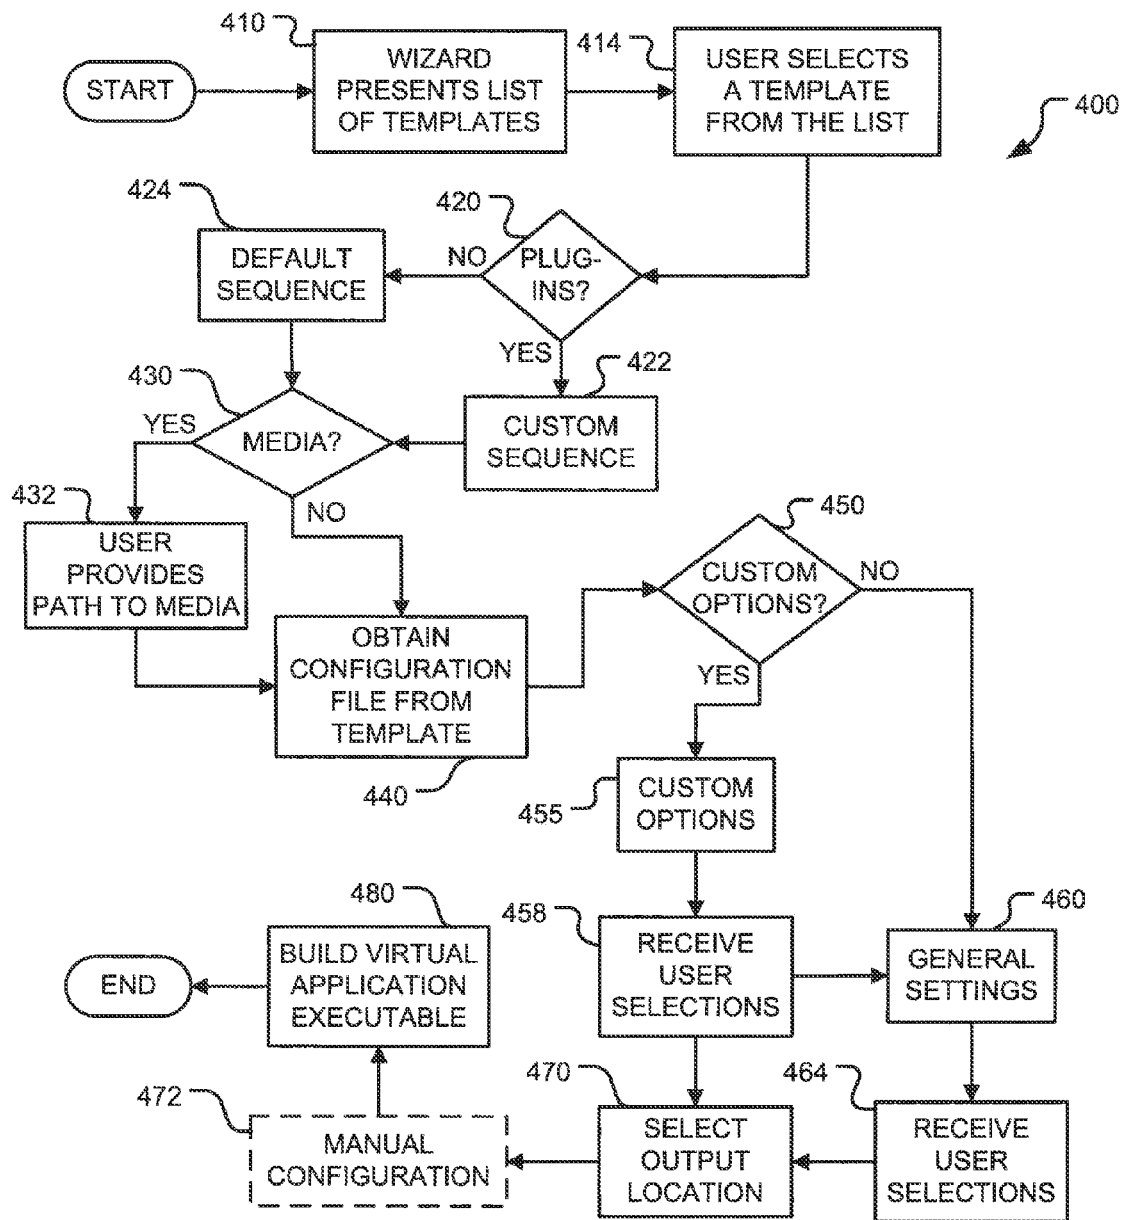 410
START
WIZARD
PRESENTS LIST
OF TEMPLATES
414
USER SELECTS
A TEMPLATE
FROM THE LIST
400
424
DEFAULT
SEQUENCE
420
NO
PLUG-
INS?
YES
422
CUSTOM
SEQUENCE
430
YES
MEDIA?
NO
432
USER
PROVIDES
PATH TO MEDIA
OBTAIN
CONFIGURATION
FILE FROM
TEMPLATE
440
450
CUSTOM
OPTIONS?
NO
YES
455
CUSTOM
OPTIONS
458
RECEIVE
USER
SELECTIONS
460
GENERAL
SETTINGS
464
RECEIVE
USER
SELECTIONS
470
SELECT
OUTPUT
LOCATION
472
MANUAL
CONFIGURATION
480
BUILD VIRTUAL
APPLICATION
EXECUTABLE
END